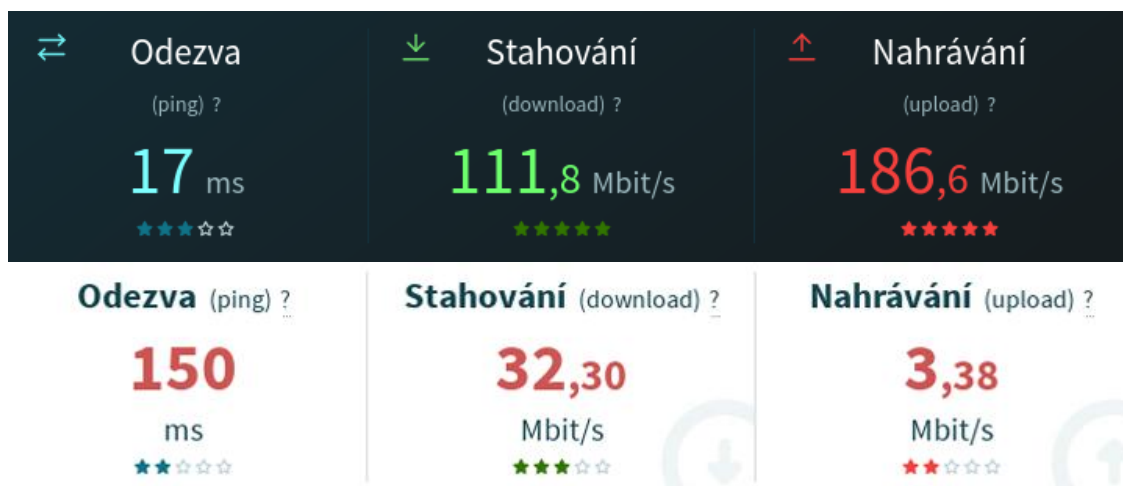 Odezva Stahování Nahrávání
(ping) ? (download) ? (upload) ?
17 ms 111,8 Mbit/s 186,6 Mbit/s
Odezva (ping) ? Stahování (download) ? Nahrávání (upload) ?
150 32,30 3,38
ms Mbit/s Mbit/s